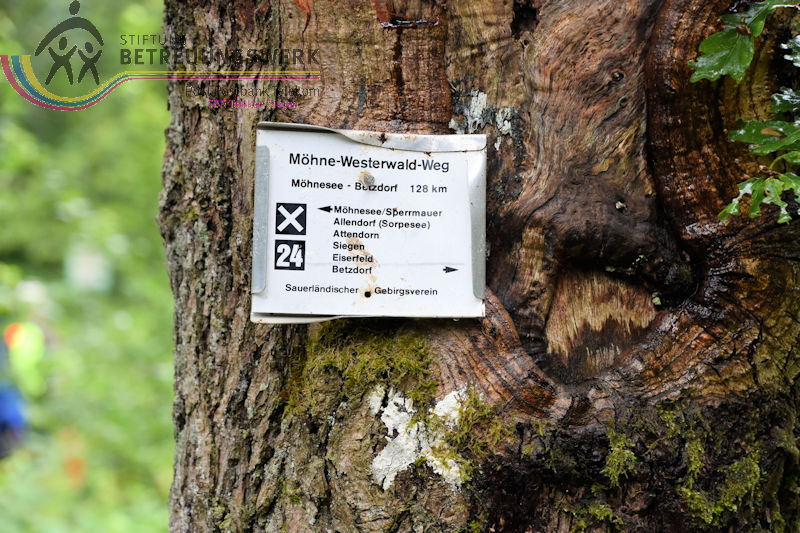 STIFTUNG
BETREUUNGSWERK
Möhne-Westerwald-Weg
Möhnesee - Betzdorf 128 km
Möhnesee/Sperrmauer
Allendorf (Sorpesee)
Attendorn
24
Siegen
Eiserfeld
Betzdorf
Sauerländischer Gebirgsverein